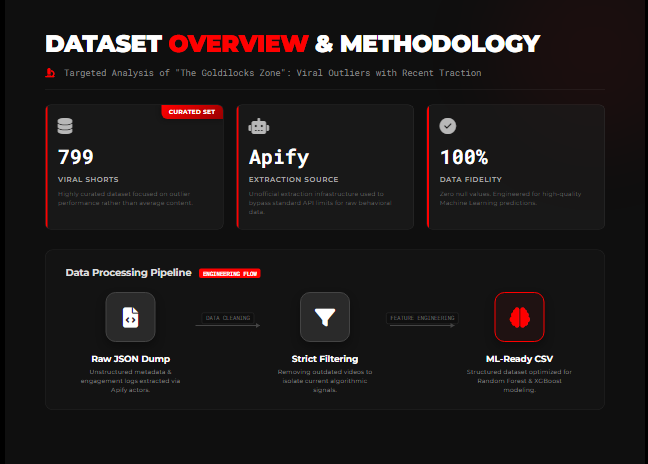 DATASET OVERVIEW & METHODOLOGY
Targeted Analysis of "The Goldilocks Zone": Viral Outliers with Recent Traction
CURATED SET
799
VIRAL SHORTS
Highly curated dataset focused on outlier
performance rather than average content.
Apify
EXTRACTION SOURCE
Unofficial extraction infrastructure used to
bypass standard API limits for raw behavioral
data.
100%
DATA FIDELITY
Zero null values. Engineered for high-quality
Machine Learning predictions.
Data Processing Pipeline
ENGINEERING FLOW
DATA CLEANING
FEATURE ENGINEERING
Raw JSON Dump
Unstructured metadata &
engagement logs extracted via
Apify actors.
Strict Filtering
Removing outdated videos to
isolate current algorithmic
signals.
ML-Ready CSV
Structured dataset optimized for
Random Forest & XGBoost
modeling.